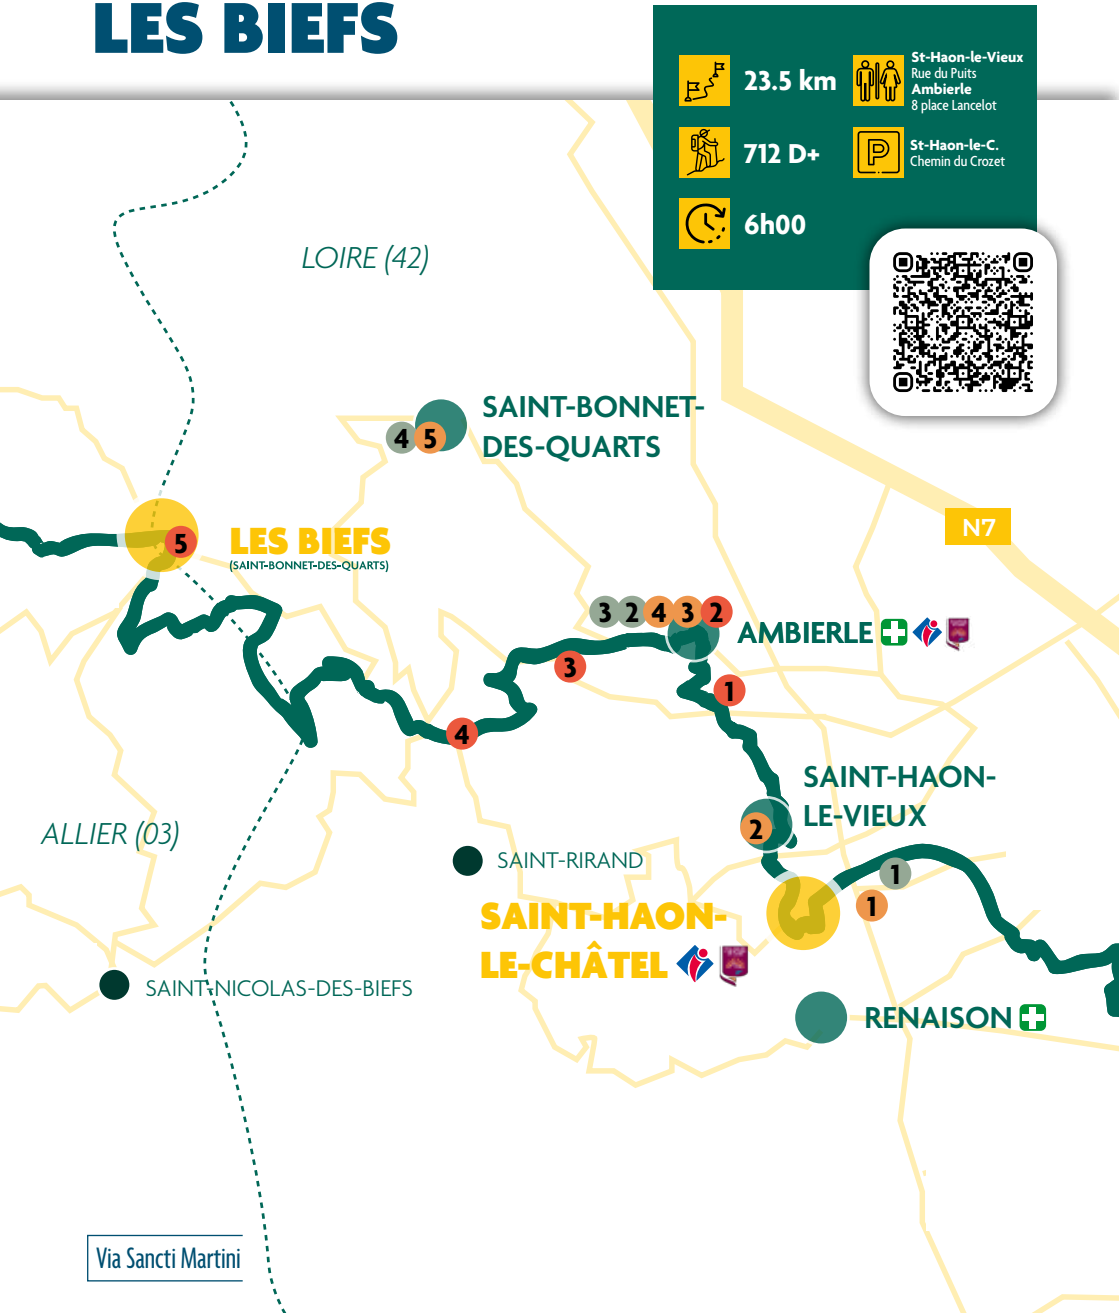 LES BIEFS
23.5 km
St-Haon-le-Vieux
Rue du Puits
Ambierle
8 place Lancelot
712 D+
P
St-Haon-le-C.
Chemin du Crozet
6h00
LOIRE (42)
SAINT-BONNET-
DES-QUARTS
4 5
N7
5
LES BIEFS
(SAINT-BONNET-DES-QUARTS)
3 2 4 3 2
AMBIERLE
3
1
4
SAINT-HAON-
LE-VIEUX
2
ALLIER (03)
SAINT-RIRAND
1
1
SAINT-HAON-
LE-CHÂTEL
SAINT-NICOLAS-DES-BIEFS
RENAISON
Via Sancti Martini